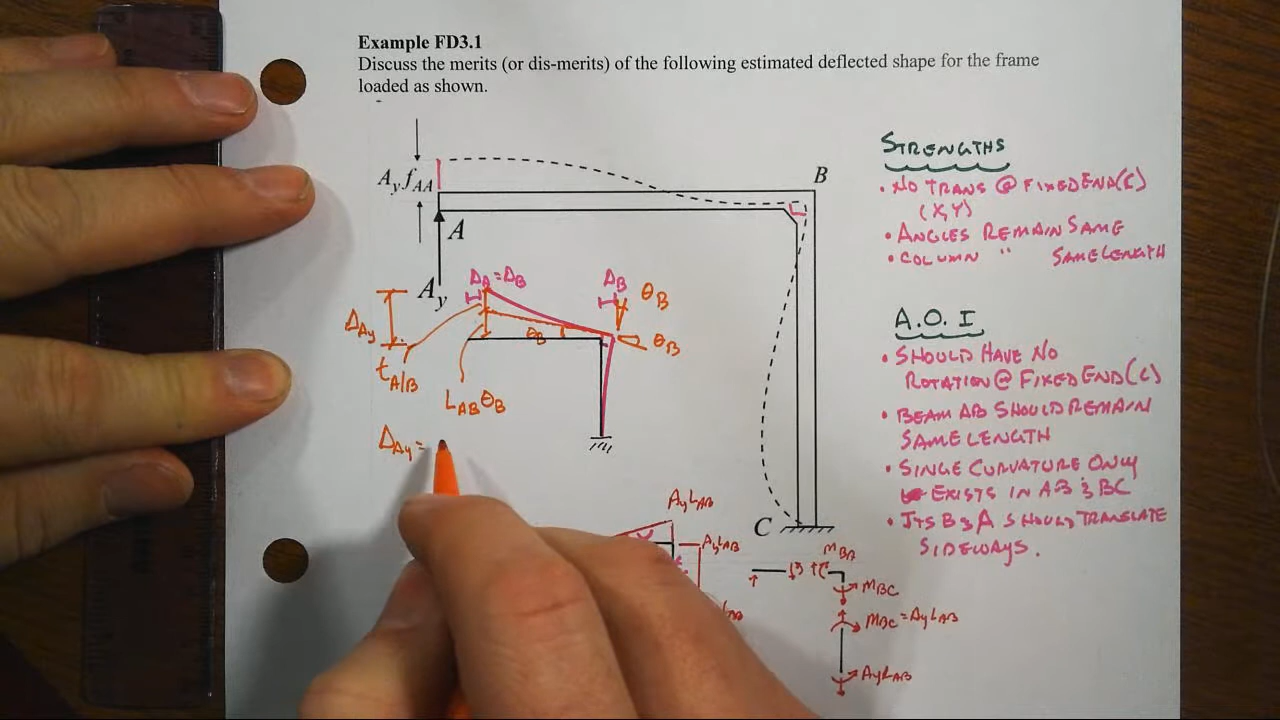 Example FD3.1
Discuss the merits (or dis-merits) of the following estimated deflected shape for the frame
loaded as shown.
B
A_y f_AA
A
A_y
C
STRENGTHS
• NO TRANS @ FIXED END(C)
(X,Y)
• ANGLES REMAIN SAME
• COLUMN " SAME LENGTH
A.O.I
• SHOULD HAVE NO
ROTATION @ FIXED END(C)
• BEAM AB SHOULD REMAIN
SAME LENGTH
• SINGLE CURVATURE ONLY
EXISTS IN AB & BC
• JTS B & A SHOULD TRANSLATE
SIDEWAYS.
Δ_A = Δ_B
Δ_B
θ_B
θ_B
θ_B
Δ_Ay
t_A/B
L_AB θ_B
Δ_Ay =
A_y L_AB
A_y L_AB
M_BA
M_BC
M_BC = A_y L_AB
A_y L_AB